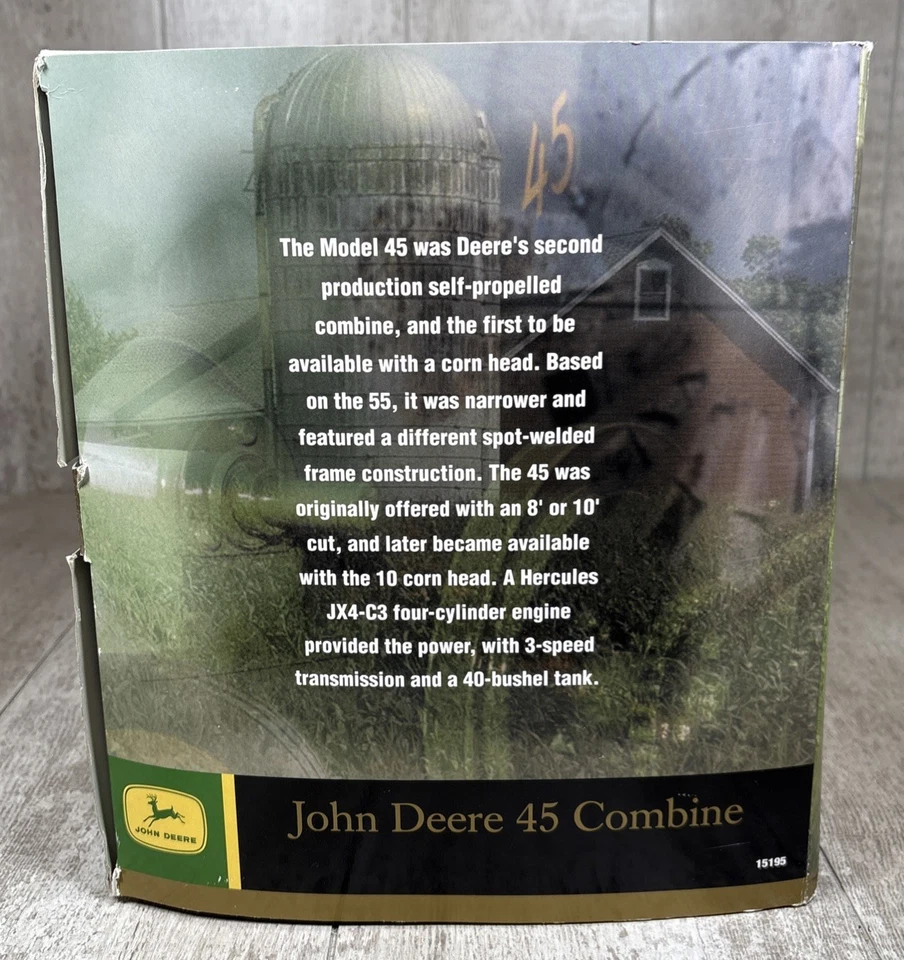 45
The Model 45 was Deere's second
production self-propelled
combine, and the first to be
available with a corn head. Based
on the 55, it was narrower and
featured a different spot-welded
frame construction. The 45 was
originally offered with an 8' or 10'
cut, and later became available
with the 10 corn head. A Hercules
JX4-C3 four-cylinder engine
provided the power, with 3-speed
transmission and a 40-bushel tank.
JOHN DEERE
John Deere 45 Combine
15195